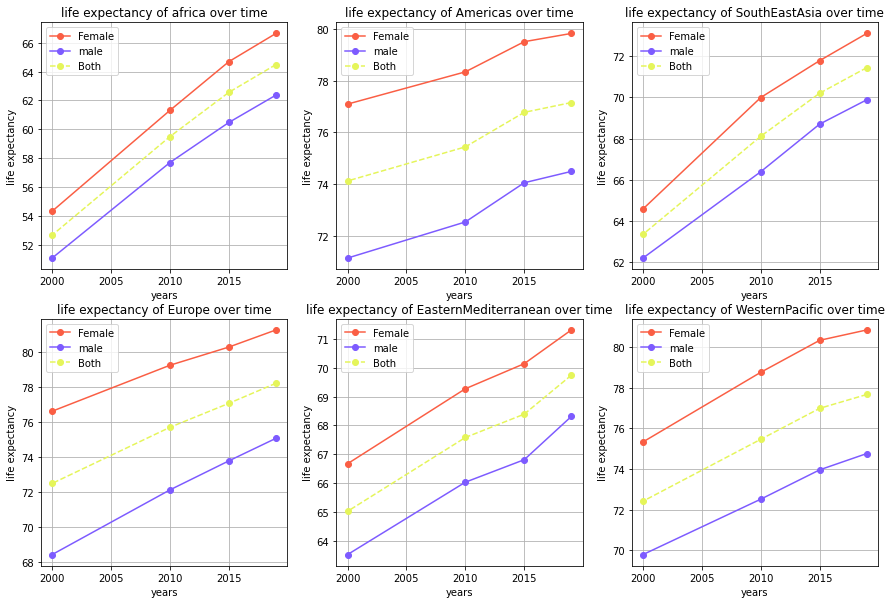 life expectancy of africa over time
Female
male
Both
66
64
62
60
58
56
54
52
life expectancy
2000
2005
2010
2015
years
life expectancy of Americas over time
Female
male
Both
80
78
76
74
72
life expectancy
2000
2005
2010
2015
years
life expectancy of SouthEastAsia over time
Female
male
Both
72
70
68
66
64
62
life expectancy
2000
2005
2010
2015
years
life expectancy of Europe over time
Female
male
Both
80
78
76
74
72
70
68
life expectancy
2000
2005
2010
2015
years
life expectancy of EasternMediterranean over time
Female
male
Both
71
70
69
68
67
66
65
64
life expectancy
2000
2005
2010
2015
years
life expectancy of WesternPacific over time
Female
male
Both
80
78
76
74
72
70
life expectancy
2000
2005
2010
2015
years